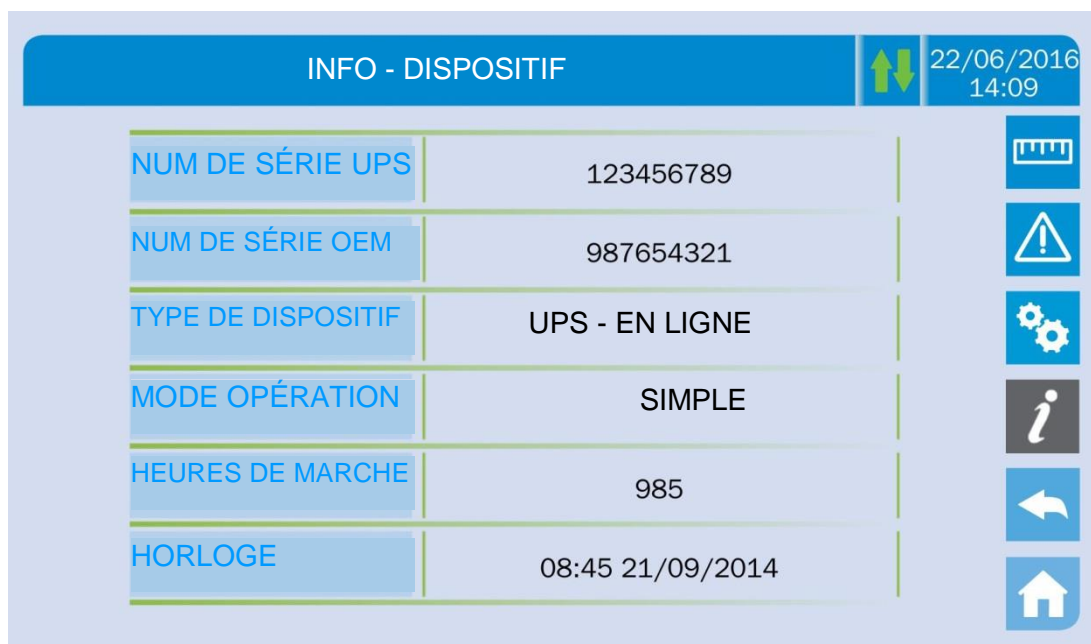 INFO - DISPOSITIF
22/06/2016
14:09
NUM DE SÉRIE UPS
123456789
NUM DE SÉRIE OEM
987654321
TYPE DE DISPOSITIF
UPS - EN LIGNE
MODE OPÉRATION
SIMPLE
HEURES DE MARCHE
985
HORLOGE
08:45 21/09/2014